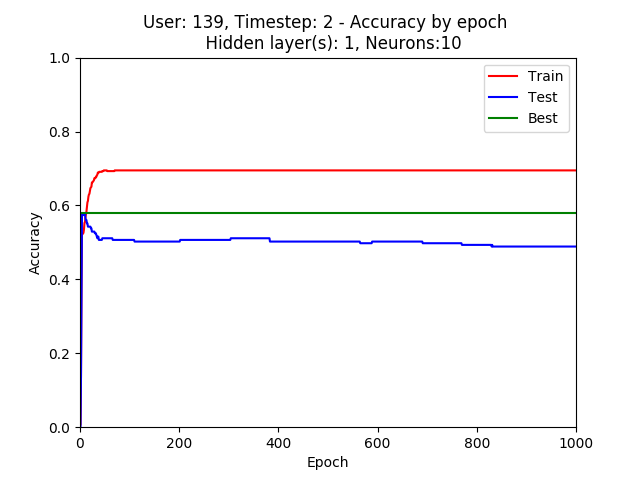 User: 139, Timestep: 2 - Accuracy by epoch
Hidden layer(s): 1, Neurons:10
1.0
0.8
0.6
0.4
0.2
0.0
Accuracy
Train
Test
Best
0
200
400
600
800
1000
Epoch